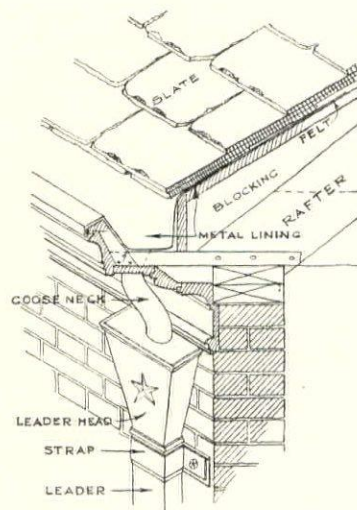 SLATE
FELT
BLOCKING
RAFTER
METAL LINING
GOOSE NECK
LEADER HEAD
STRAP
LEADER